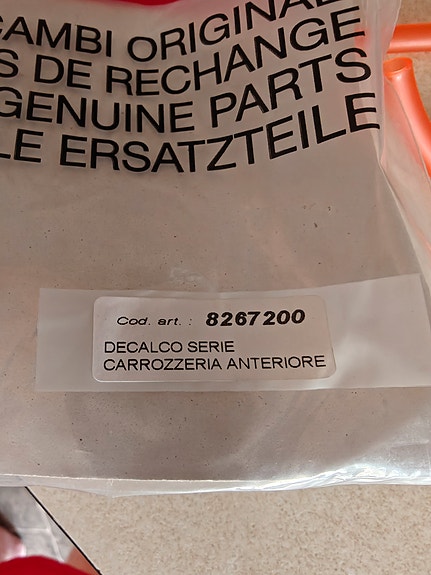 CAMBI ORIGINALI
S DE RECHANGE
GENUINE PARTS
LE ERSATZTEILE
Cod. art. : 8267200
DECALCO SERIE
CARROZZERIA ANTERIORE